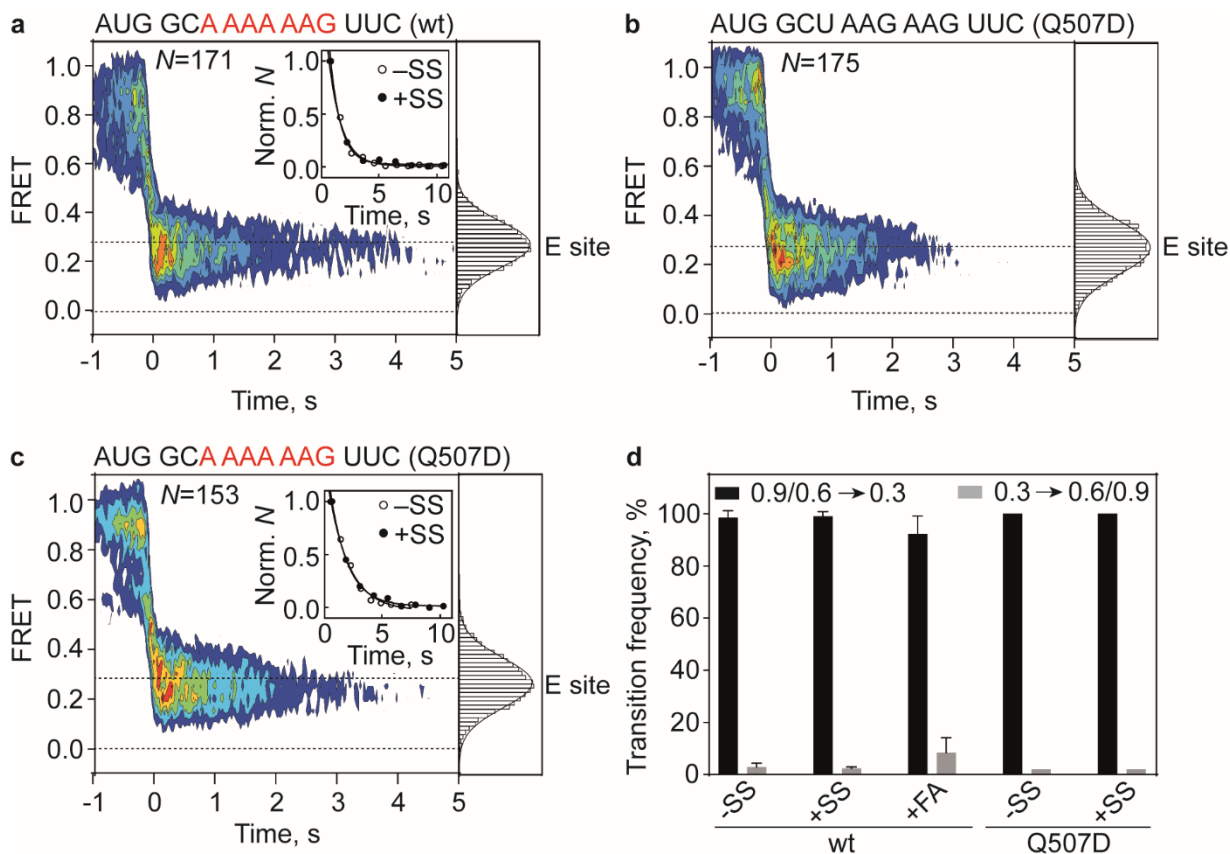 a AUG GCA AAA AAG UUC (wt)
N=171
–SS
+SS
Norm. N
1.0
0.5
0.0
0 5 10
Time, s
FRET
1.0
0.8
0.6
0.4
0.2
0.0
E site
-1 0 1 2 3 4 5
Time, s
b AUG GCU AAG AAG UUC (Q507D)
N=175
FRET
1.0
0.8
0.6
0.4
0.2
0.0
E site
-1 0 1 2 3 4 5
Time, s
c AUG GCA AAA AAG UUC (Q507D)
N=153
–SS
+SS
Norm. N
1.0
0.5
0.0
0 5 10
Time, s
FRET
1.0
0.8
0.6
0.4
0.2
0.0
E site
-1 0 1 2 3 4 5
Time, s
d
0.9/0.6 → 0.3 0.3 → 0.6/0.9
Transition frequency, %
100
80
60
40
20
0
-SS +SS +FA -SS +SS
wt Q507D